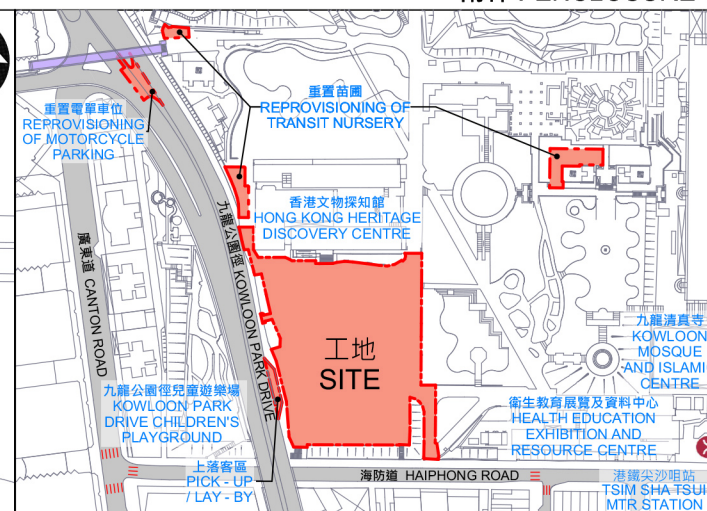 重置電單車位
REPROVISIONING
OF MOTORCYCLE
PARKING
重置苗圃
REPROVISIONING OF
TRANSIT NURSERY
香港文物探知館
HONG KONG HERITAGE
DISCOVERY CENTRE
九龍公園徑 KOWLOON PARK DRIVE
廣東道 CANTON ROAD
工地
SITE
九龍清真寺
KOWLOON
MOSQUE
AND ISLAMI
CENTRE
九龍公園徑兒童遊樂場
KOWLOON PARK
DRIVE CHILDREN'S
PLAYGROUND
衞生教育展覽及資料中心
HEALTH EDUCATION
EXHIBITION AND
RESOURCE CENTRE
上落客區
PICK - UP
/ LAY - BY
海防道 HAIPHONG ROAD
港鐵尖沙咀站
TSIM SHA TSUI
MTR STATION